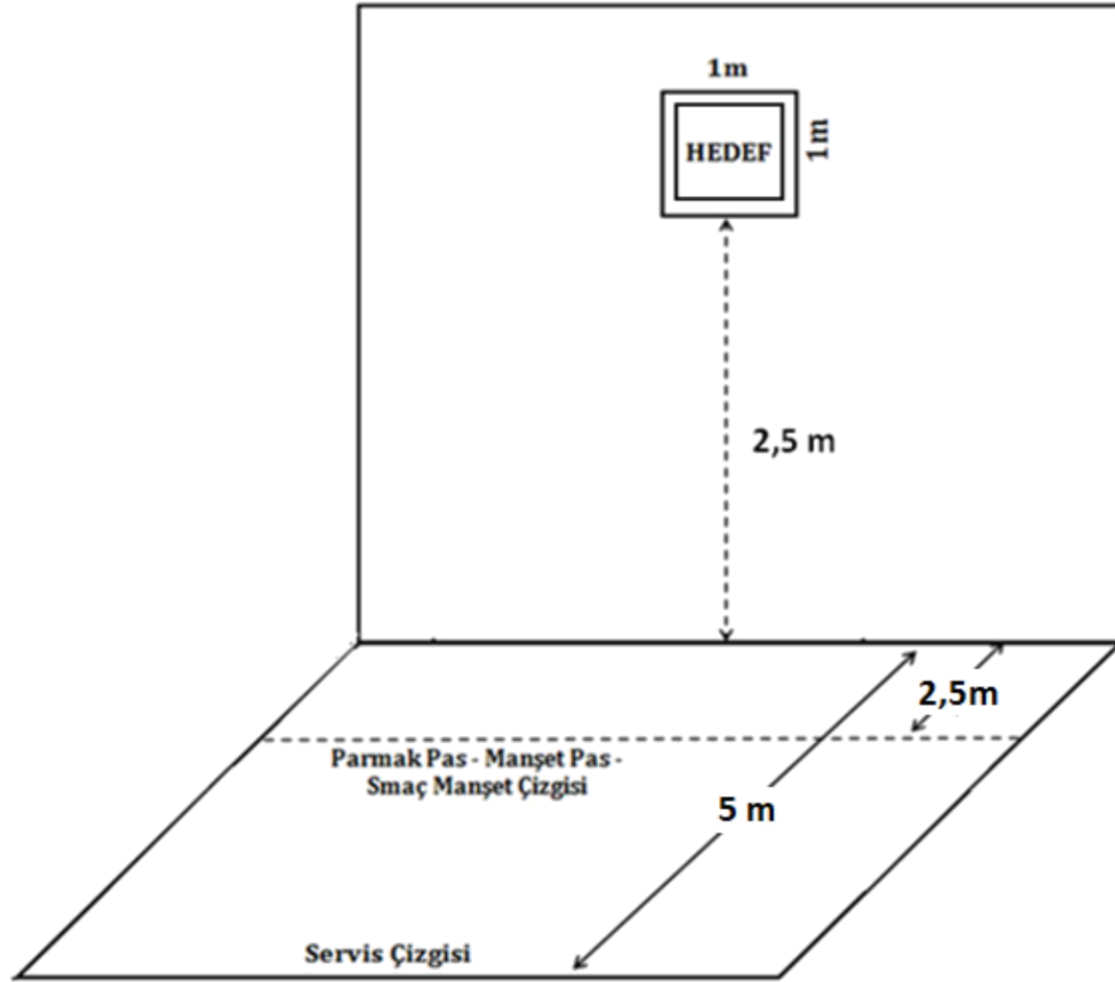 1m
HEDEF
1m
2,5 m
2,5m
Parmak Pas - Manşet Pas -
Smaç Manşet Çizgisi
5 m
Servis Çizgisi